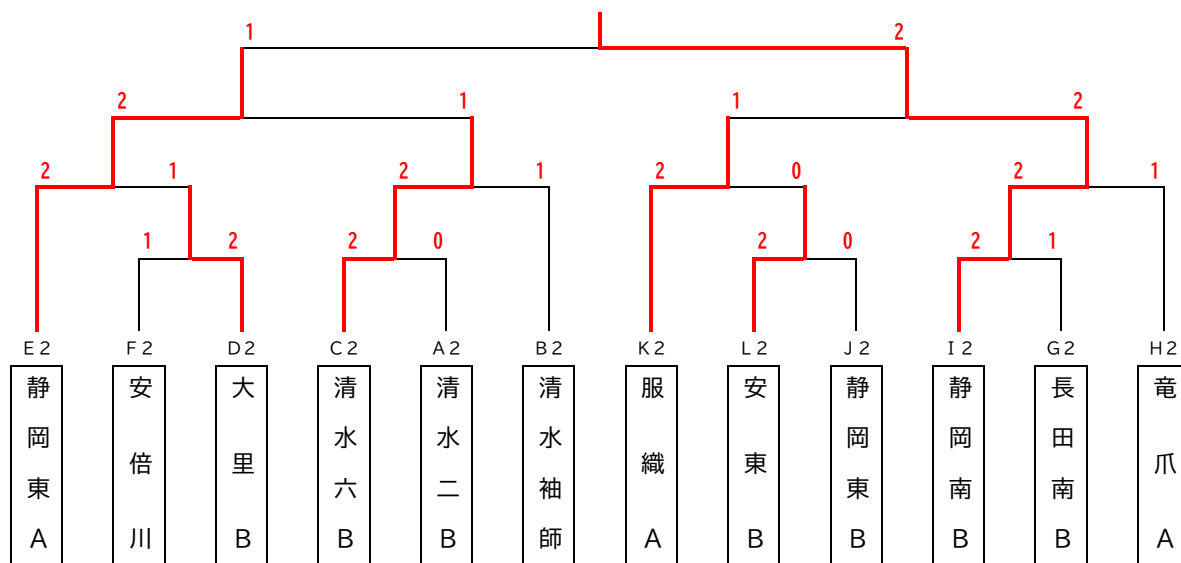 1 2
2 1 1 2
2 1 2 1 2 0 2 1
1 2 2 0 2 0 2 1
E2 F2 D2 C2 A2 B2 K2 L2 J2 I2 G2 H2
静岡東A
安倍川
大里B
清水六B
清水二B
清水袖師
服織A
安東B
静岡東B
静岡南B
長田南B
竜爪A